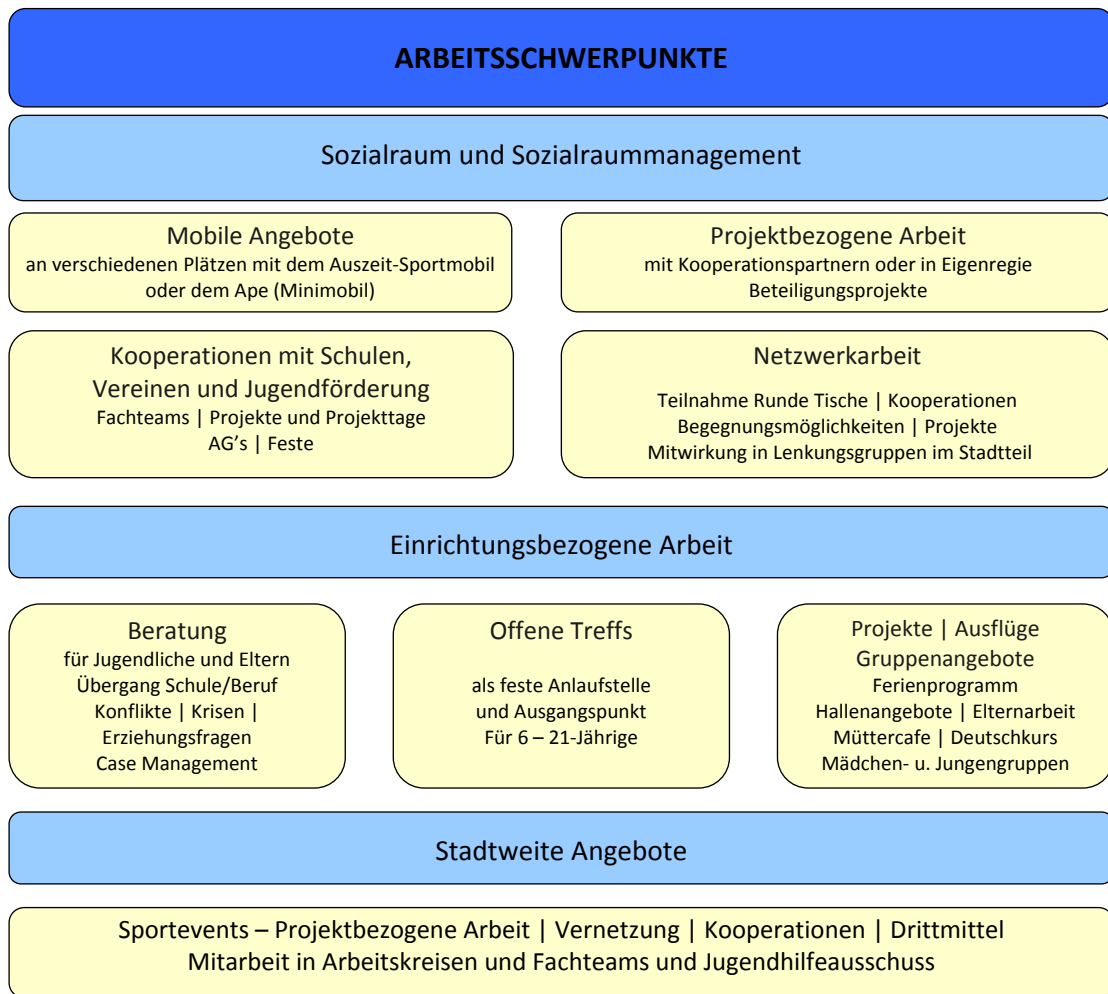 ARBEITSSCHWERPUNKTE
Sozialraum und Sozialraummanagement
Mobile Angebote
an verschiedenen Plätzen mit dem Auszeit-Sportmobil
oder dem Ape (Minimobil)
Projektbezogene Arbeit
mit Kooperationspartnern oder in Eigenregie
Beteiligungsprojekte
Kooperationen mit Schulen,
Vereinen und Jugendförderung
Fachteams | Projekte und Projekttage
AG's | Feste
Netzwerkarbeit
Teilnahme Runde Tische | Kooperationen
Begegnungsmöglichkeiten | Projekte
Mitwirkung in Lenkungsgruppen im Stadtteil
Einrichtungsbezogene Arbeit
Beratung
für Jugendliche und Eltern
Übergang Schule/Beruf
Konflikte | Krisen |
Erziehungsfragen
Case Management
Offene Treffs
als feste Anlaufstelle
und Ausgangspunkt
Für 6 – 21-Jährige
Projekte | Ausflüge
Gruppenangebote
Ferienprogramm
Hallenangebote | Elternarbeit
Müttercafe | Deutschkurs
Mädchen- u. Jungengruppen
Stadtweite Angebote
Sportevents – Projektbezogene Arbeit | Vernetzung | Kooperationen | Drittmittel
Mitarbeit in Arbeitskreisen und Fachteams und Jugendhilfeausschuss